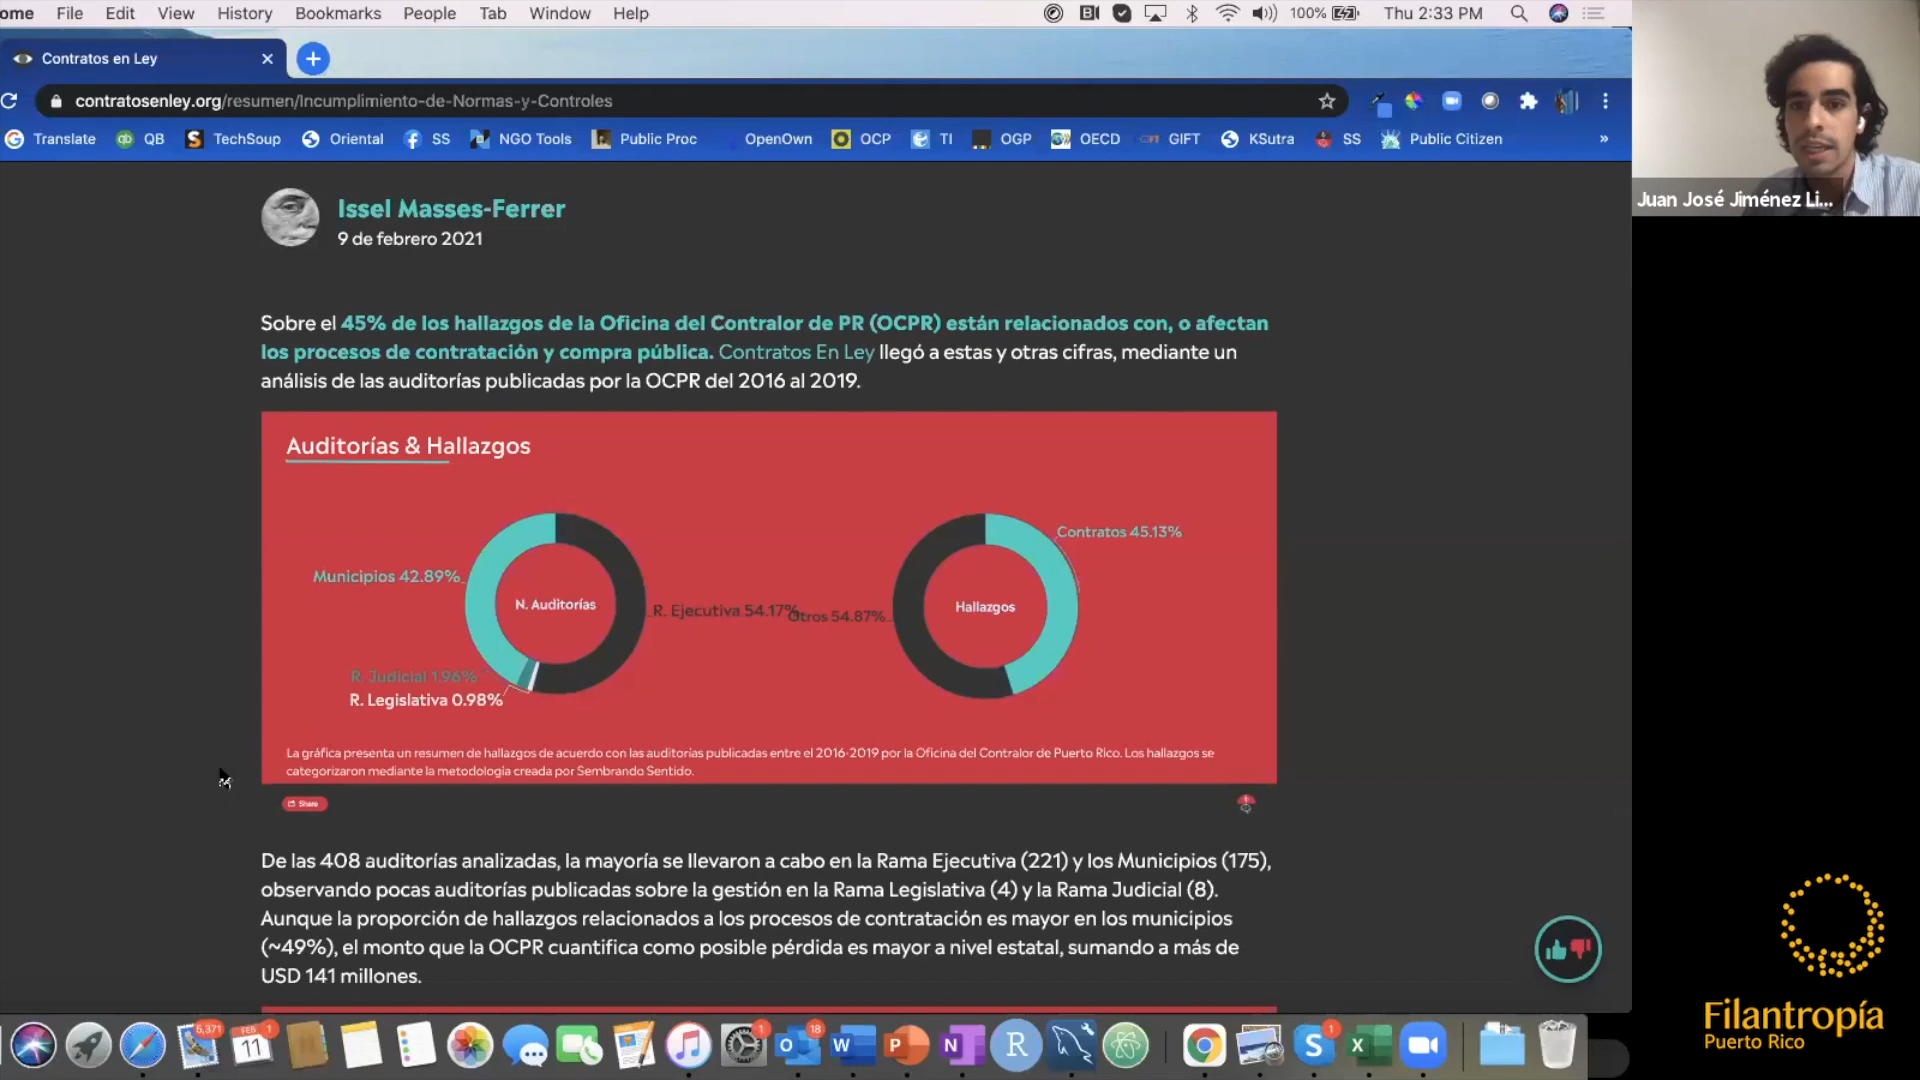 ome File Edit View History Bookmarks People Tab Window Help 100% Thu 2:33 PM
Contratos en Ley
contratosenley.org/resumen/Incumplimiento-de-Normas-y-Controles
Translate QB TechSoup Oriental SS NGO Tools Public Proc OpenOwn OCP TI OGP OECD GIFT KSutra SS Public Citizen »
Juan José Jiménez Li...
Issel Masses-Ferrer
9 de febrero 2021
Sobre el 45% de los hallazgos de la Oficina del Contralor de PR (OCPR) están relacionados con, o afectan
los procesos de contratación y compra pública. Contratos En Ley llegó a estas y otras cifras, mediante un
análisis de las auditorías publicadas por la OCPR del 2016 al 2019.
Auditorías & Hallazgos
Contratos 45.13%
Municipios 42.89%
N. Auditorías
R. Ejecutiva 54.17%
Otros 54.87%
Hallazgos
R. Judicial 1.96%
R. Legislativa 0.98%
La gráfica presenta un resumen de hallazgos de acuerdo con las auditorías publicadas entre el 2016-2019 por la Oficina del Contralor de Puerto Rico. Los hallazgos se
categorizaron mediante la metodología creada por Sembrando Sentido.
Share
De las 408 auditorías analizadas, la mayoría se llevaron a cabo en la Rama Ejecutiva (221) y los Municipios (175),
observando pocas auditorías publicadas sobre la gestión en la Rama Legislativa (4) y la Rama Judicial (8).
Aunque la proporción de hallazgos relacionados a los procesos de contratación es mayor en los municipios
(~49%), el monto que la OCPR cuantifica como posible pérdida es mayor a nivel estatal, sumando a más de
USD 141 millones.
Filantropía
Puerto Rico
5,371 FEB 11 1 1 18 1